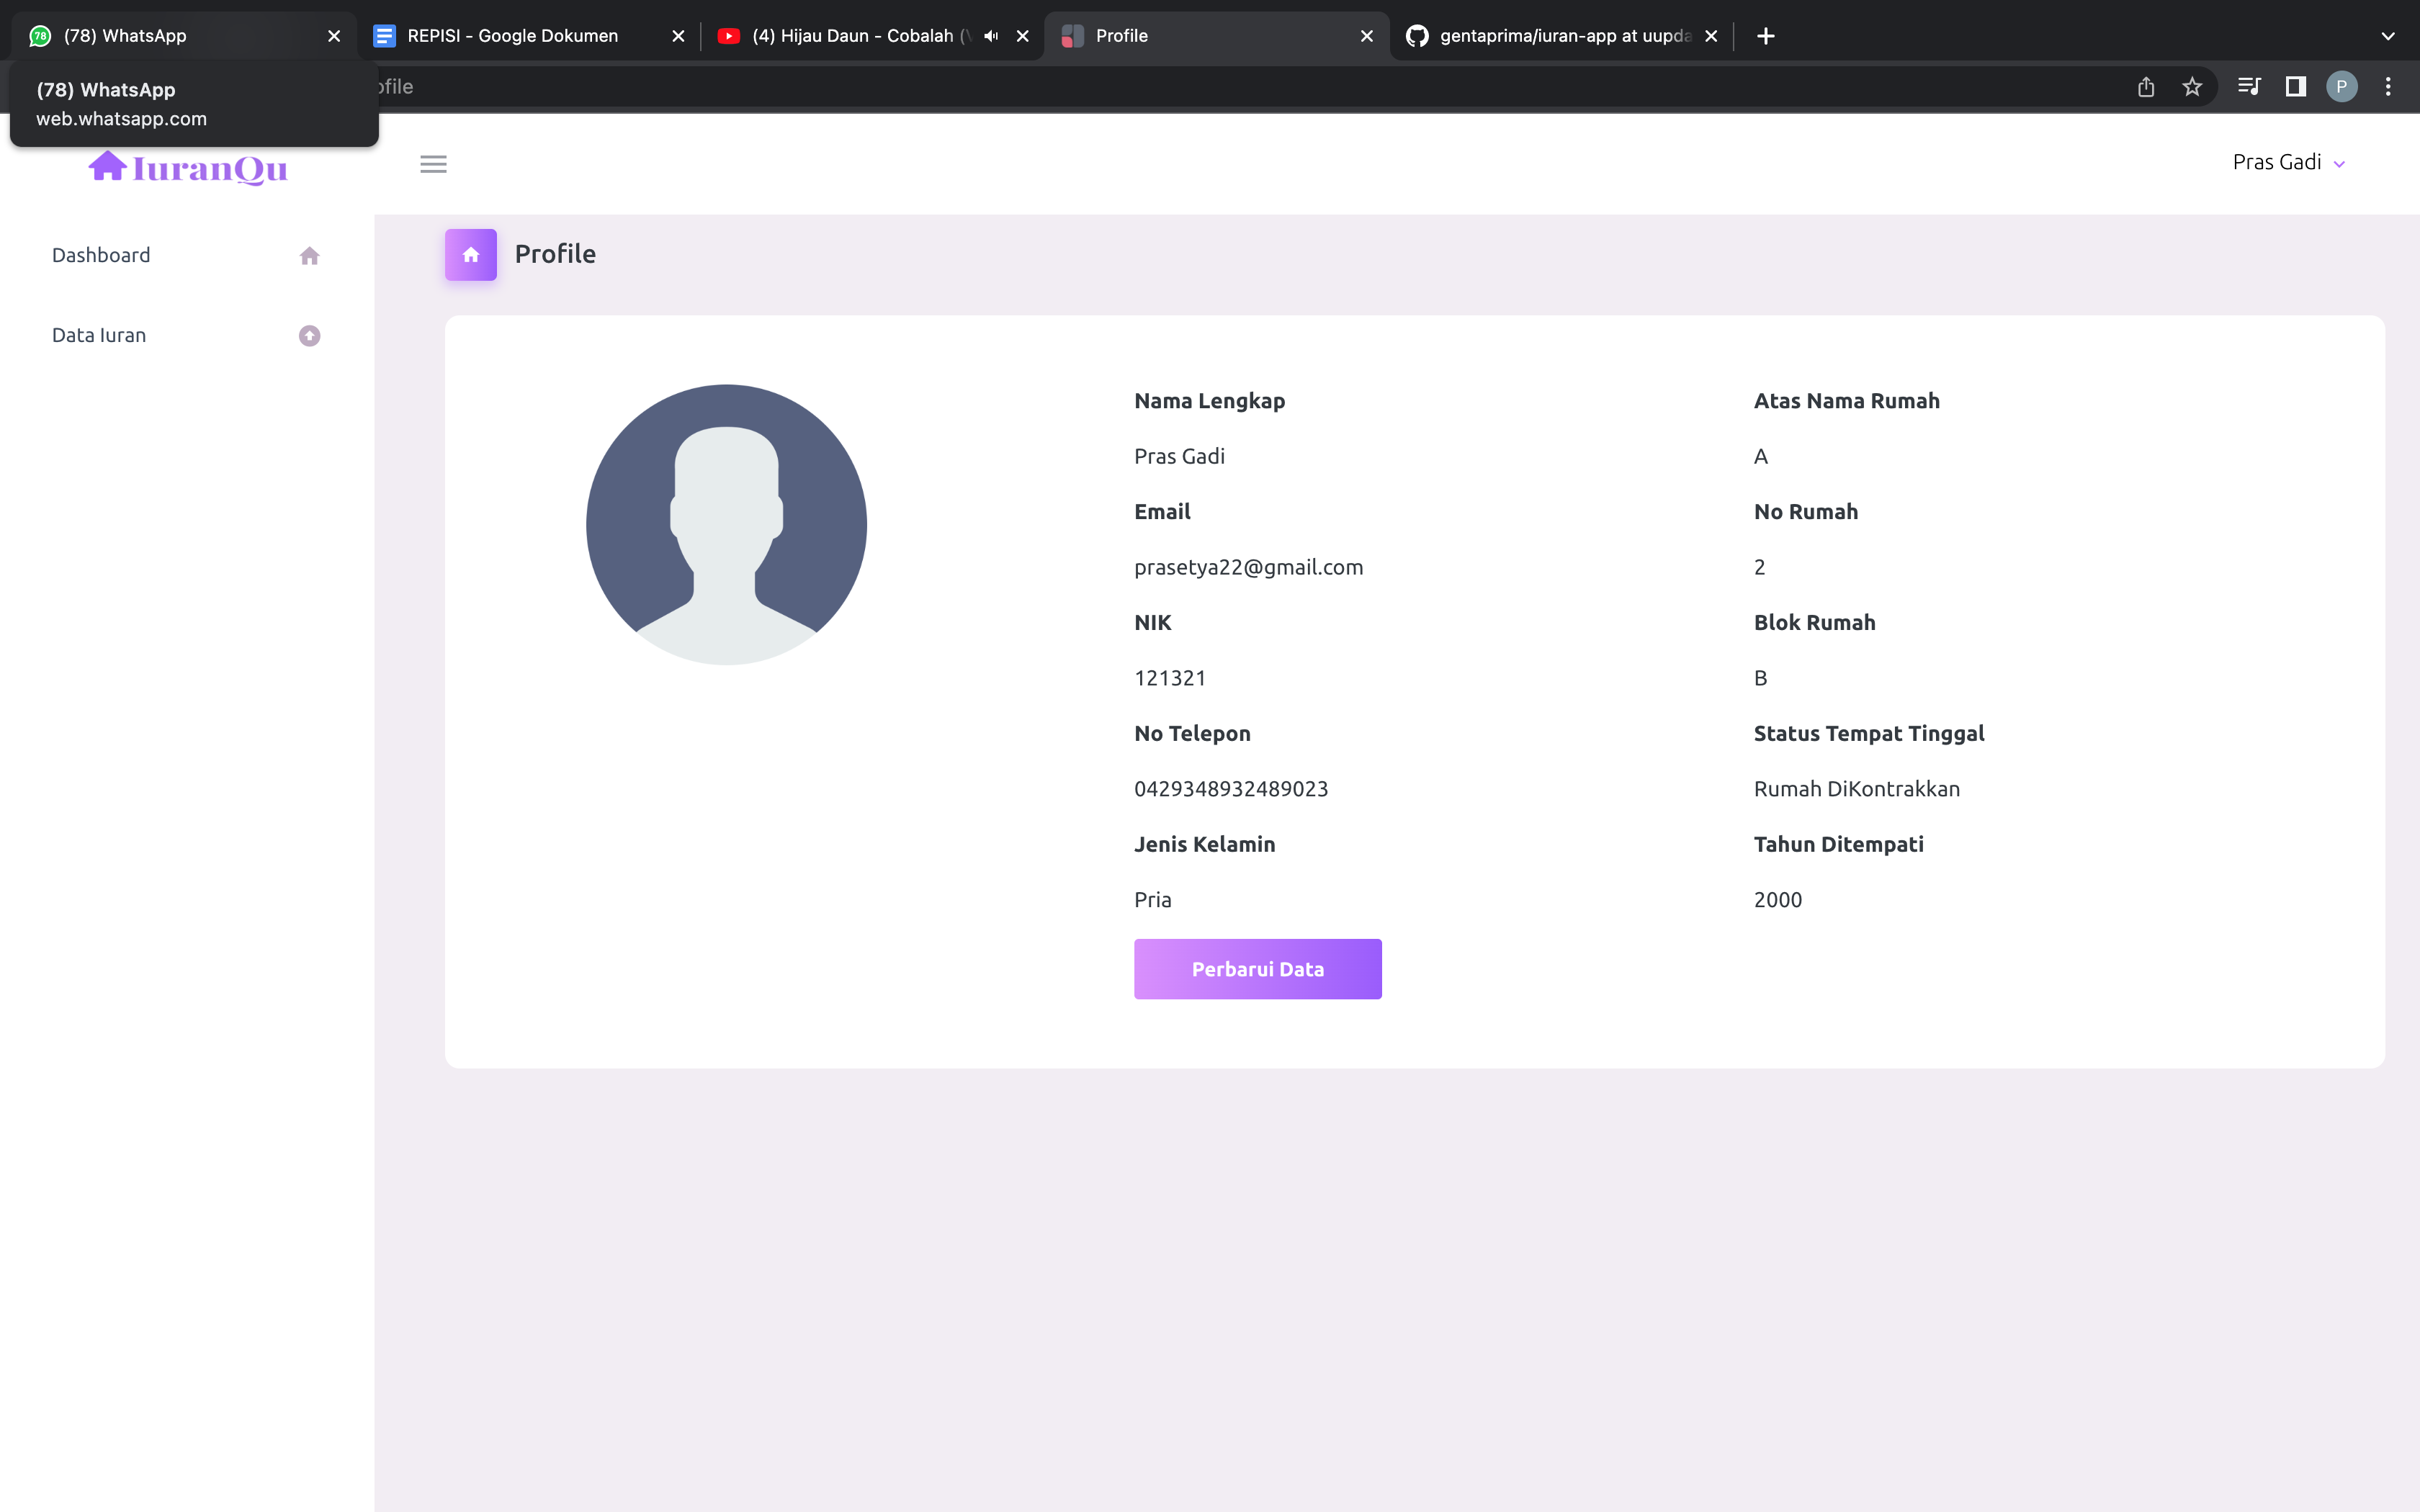 78
(78) WhatsApp
REPISI - Google Dokumen
(4) Hijau Daun - Cobalah (
Profile
gentaprima/iuran-app at uupda
ofile
P
(78) WhatsApp
web.whatsapp.com
IuranQu
Pras Gadi
Dashboard
Data Iuran
Profile
Nama Lengkap
Pras Gadi
Email
prasetya22@gmail.com
NIK
121321
No Telepon
0429348932489023
Jenis Kelamin
Pria
Perbarui Data
Atas Nama Rumah
A
No Rumah
2
Blok Rumah
B
Status Tempat Tinggal
Rumah DiKontrakkan
Tahun Ditempati
2000